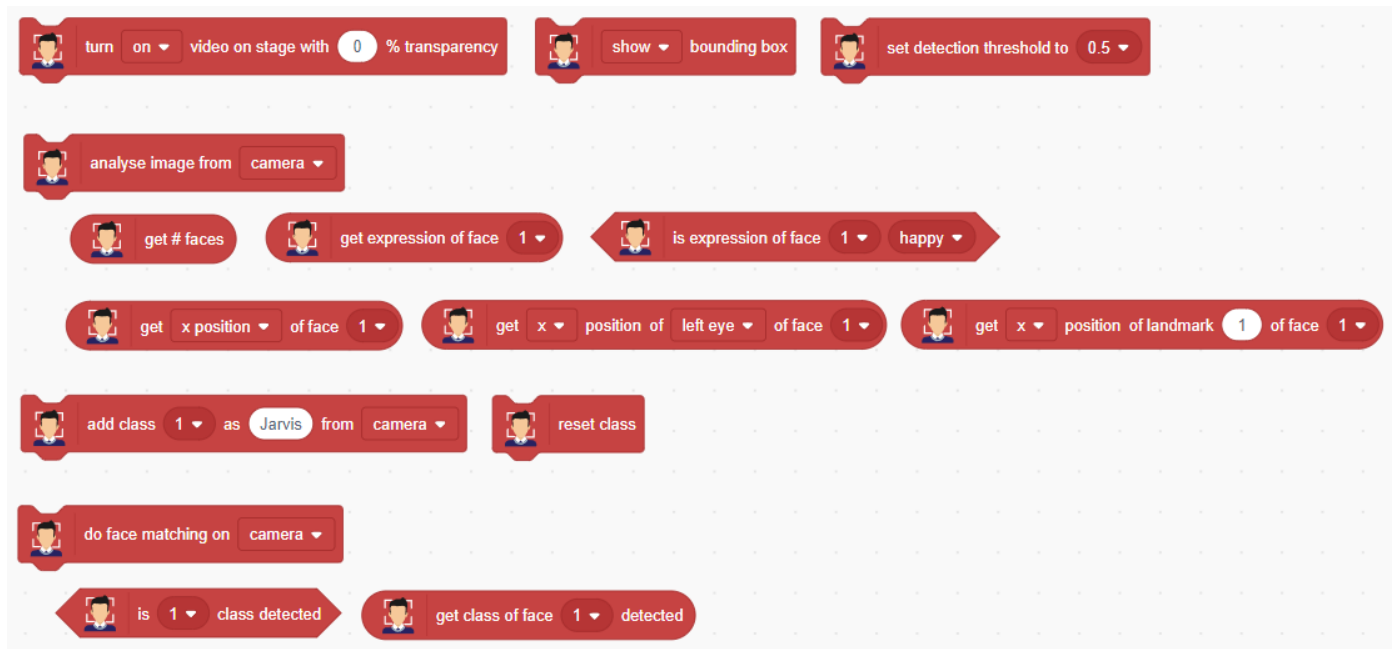 turn on video on stage with 0 % transparency
show bounding box
set detection threshold to 0.5
analyse image from camera
get # faces
get expression of face 1
is expression of face 1 happy
get x position of face 1
get x position of left eye of face 1
get x position of landmark 1 of face 1
add class 1 as Jarvis from camera
reset class
do face matching on camera
is 1 class detected
get class of face 1 detected